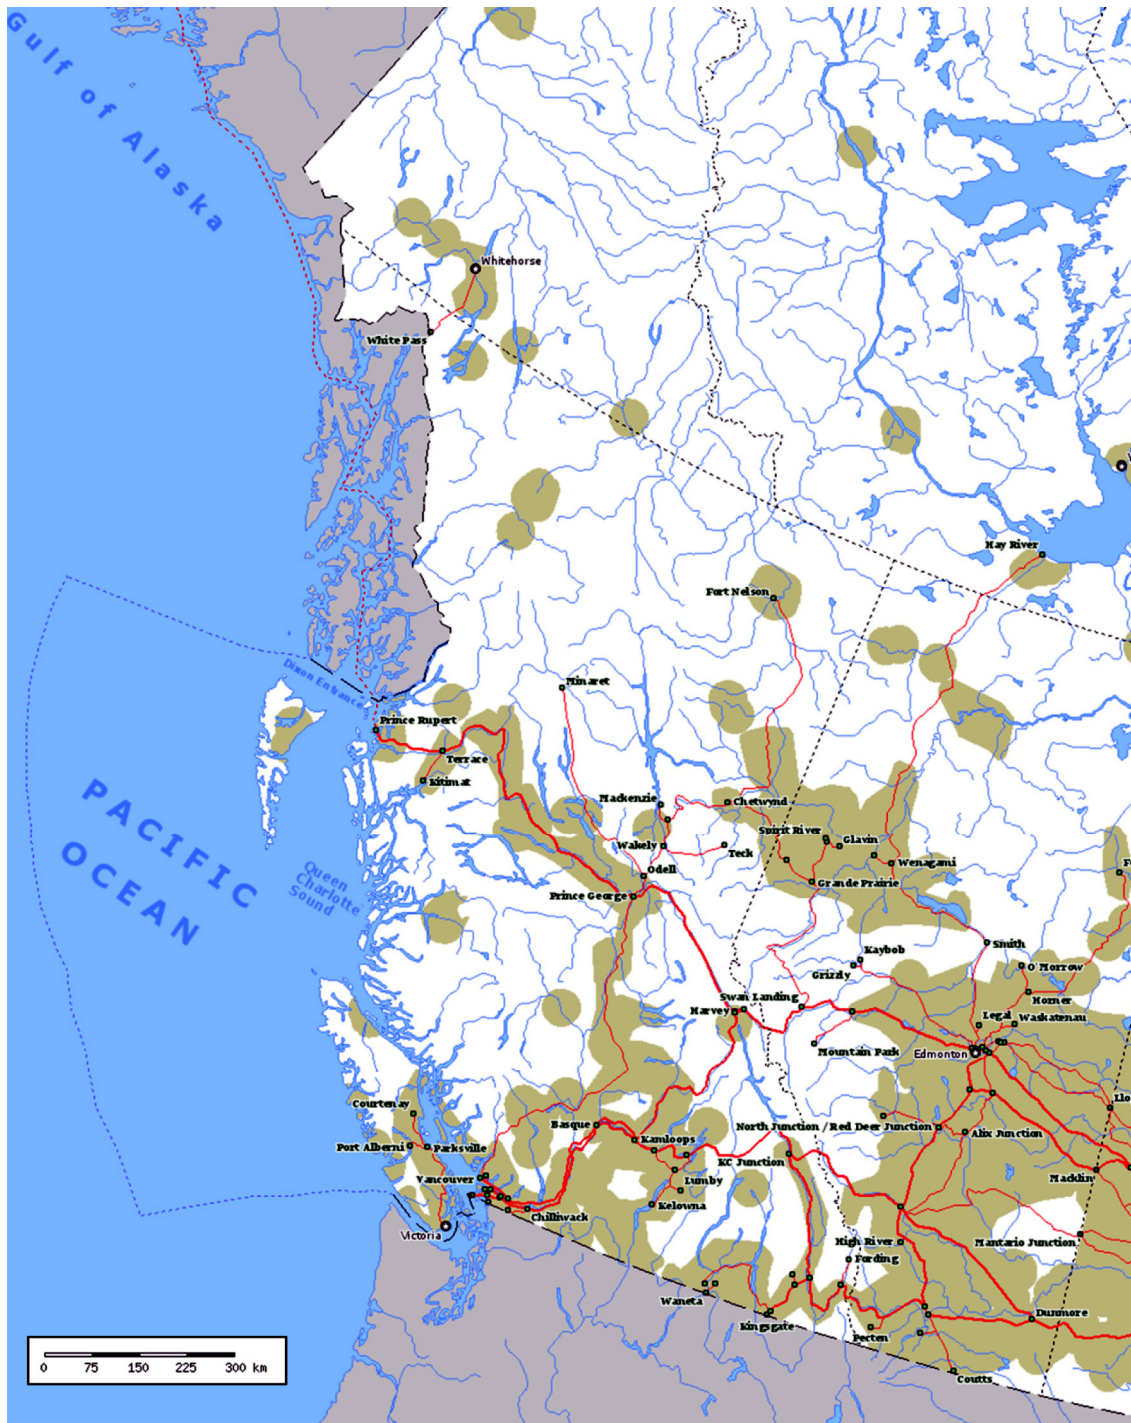 Gulf of Alaska
Whitehorse
White Pass
Hay River
Fort Nelson
Dixon Entrance
Minaret
Prince Rupert
Terrace
Kitimat
Mackenzie
Chetwynd
PACIFIC
OCEAN
Spirit River
Glavin
Wakely
Teck
Wenagami
Queen
Charlotte
Sound
Odell
Grande Prairie
Prince George
Smith
Kaybob
Grizzly
O'Morrow
Swan Landing
Horner
Harvey
Legal
Waskatenau
Mountain Park
Edmonton
Courtenay
Basque
North Junction / Red Deer Junction
Alix Junction
Port Alberni
Parksville
Kamloops
KC Junction
Vancouver
Lumby
Macklin
Kelowna
Chilliwack
Victoria
High River
Mantario Junction
Fording
Waneta
Kingsgate
Pecten
Dunmore
Coutts
0 75 150 225 300 km